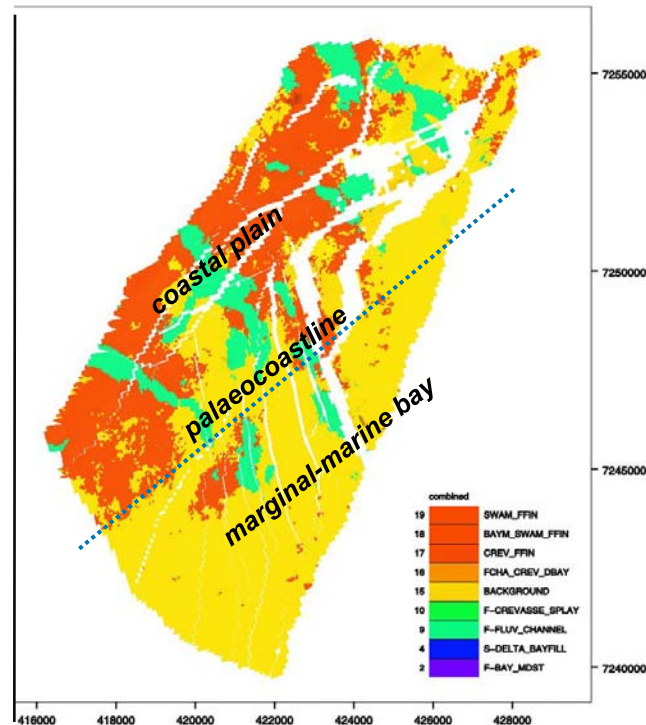 7255000
coastal plain
7250000
palaeocoastline
marginal-marine bay
7245000
combined
19 SWAM_FFIN
18 BAYM_SWAM_FFIN
17 CREV_FFIN
16 FCHA_CREV_DBAY
15 BACKGROUND
10 F-CREVASSE_SPLAY
9 F-FLUV_CHANNEL
4 S-DELTA_BAYFILL
2 F-BAY_MDST
7240000
416000 418000 420000 422000 424000 426000 428000